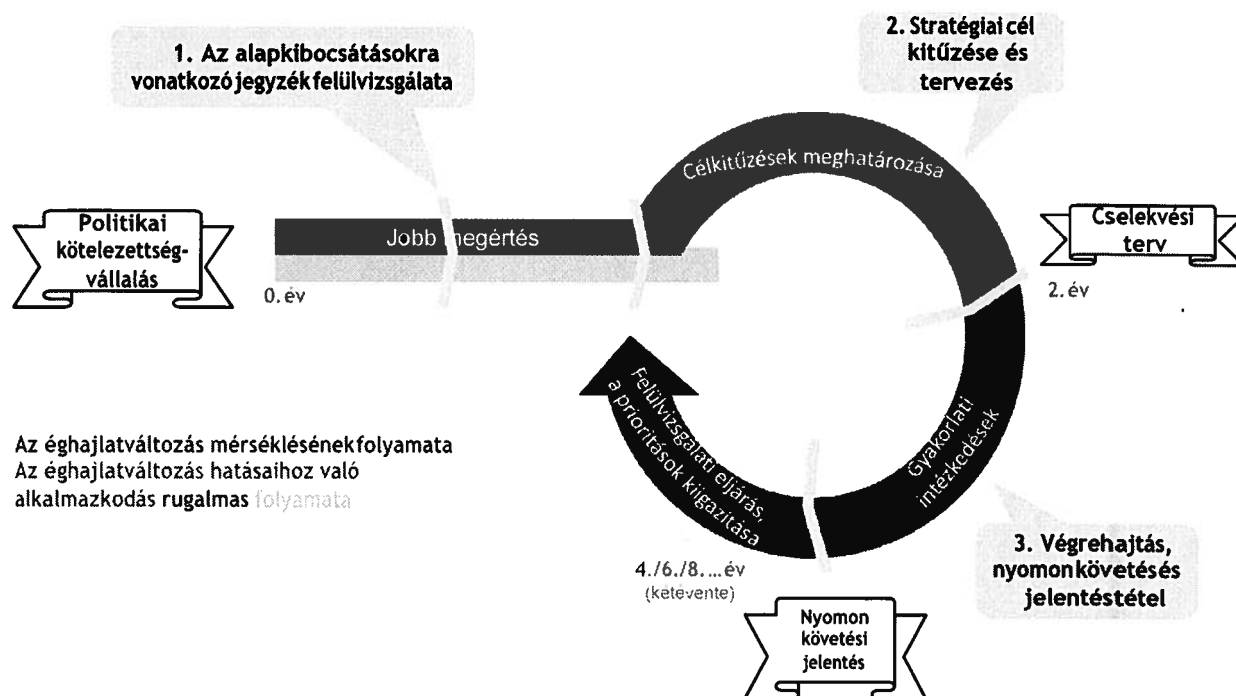 1. Az alapkibocsátásokra
vonatkozó jegyzék felülvizsgálata
2. Stratégiai cél
kitűzése és
tervezés
Célkitűzések meghatározása
Politikai
kötelezettség-
vállalás
Jobb megértés
Cselekvési
terv
0. év
2. év
Felülvizsgálati eljárás,
a prioritások kiigazítása
Gyakorlati
intézkedések
Az éghajlatváltozás mérséklésének folyamata
Az éghajlatváltozás hatásaihoz való
alkalmazkodás rugalmas folyamata
3. Végrehajtás,
nyomon követés és
jelentéstétel
4./6./8. ... év
(kétévente)
Nyomon
követési
jelentés